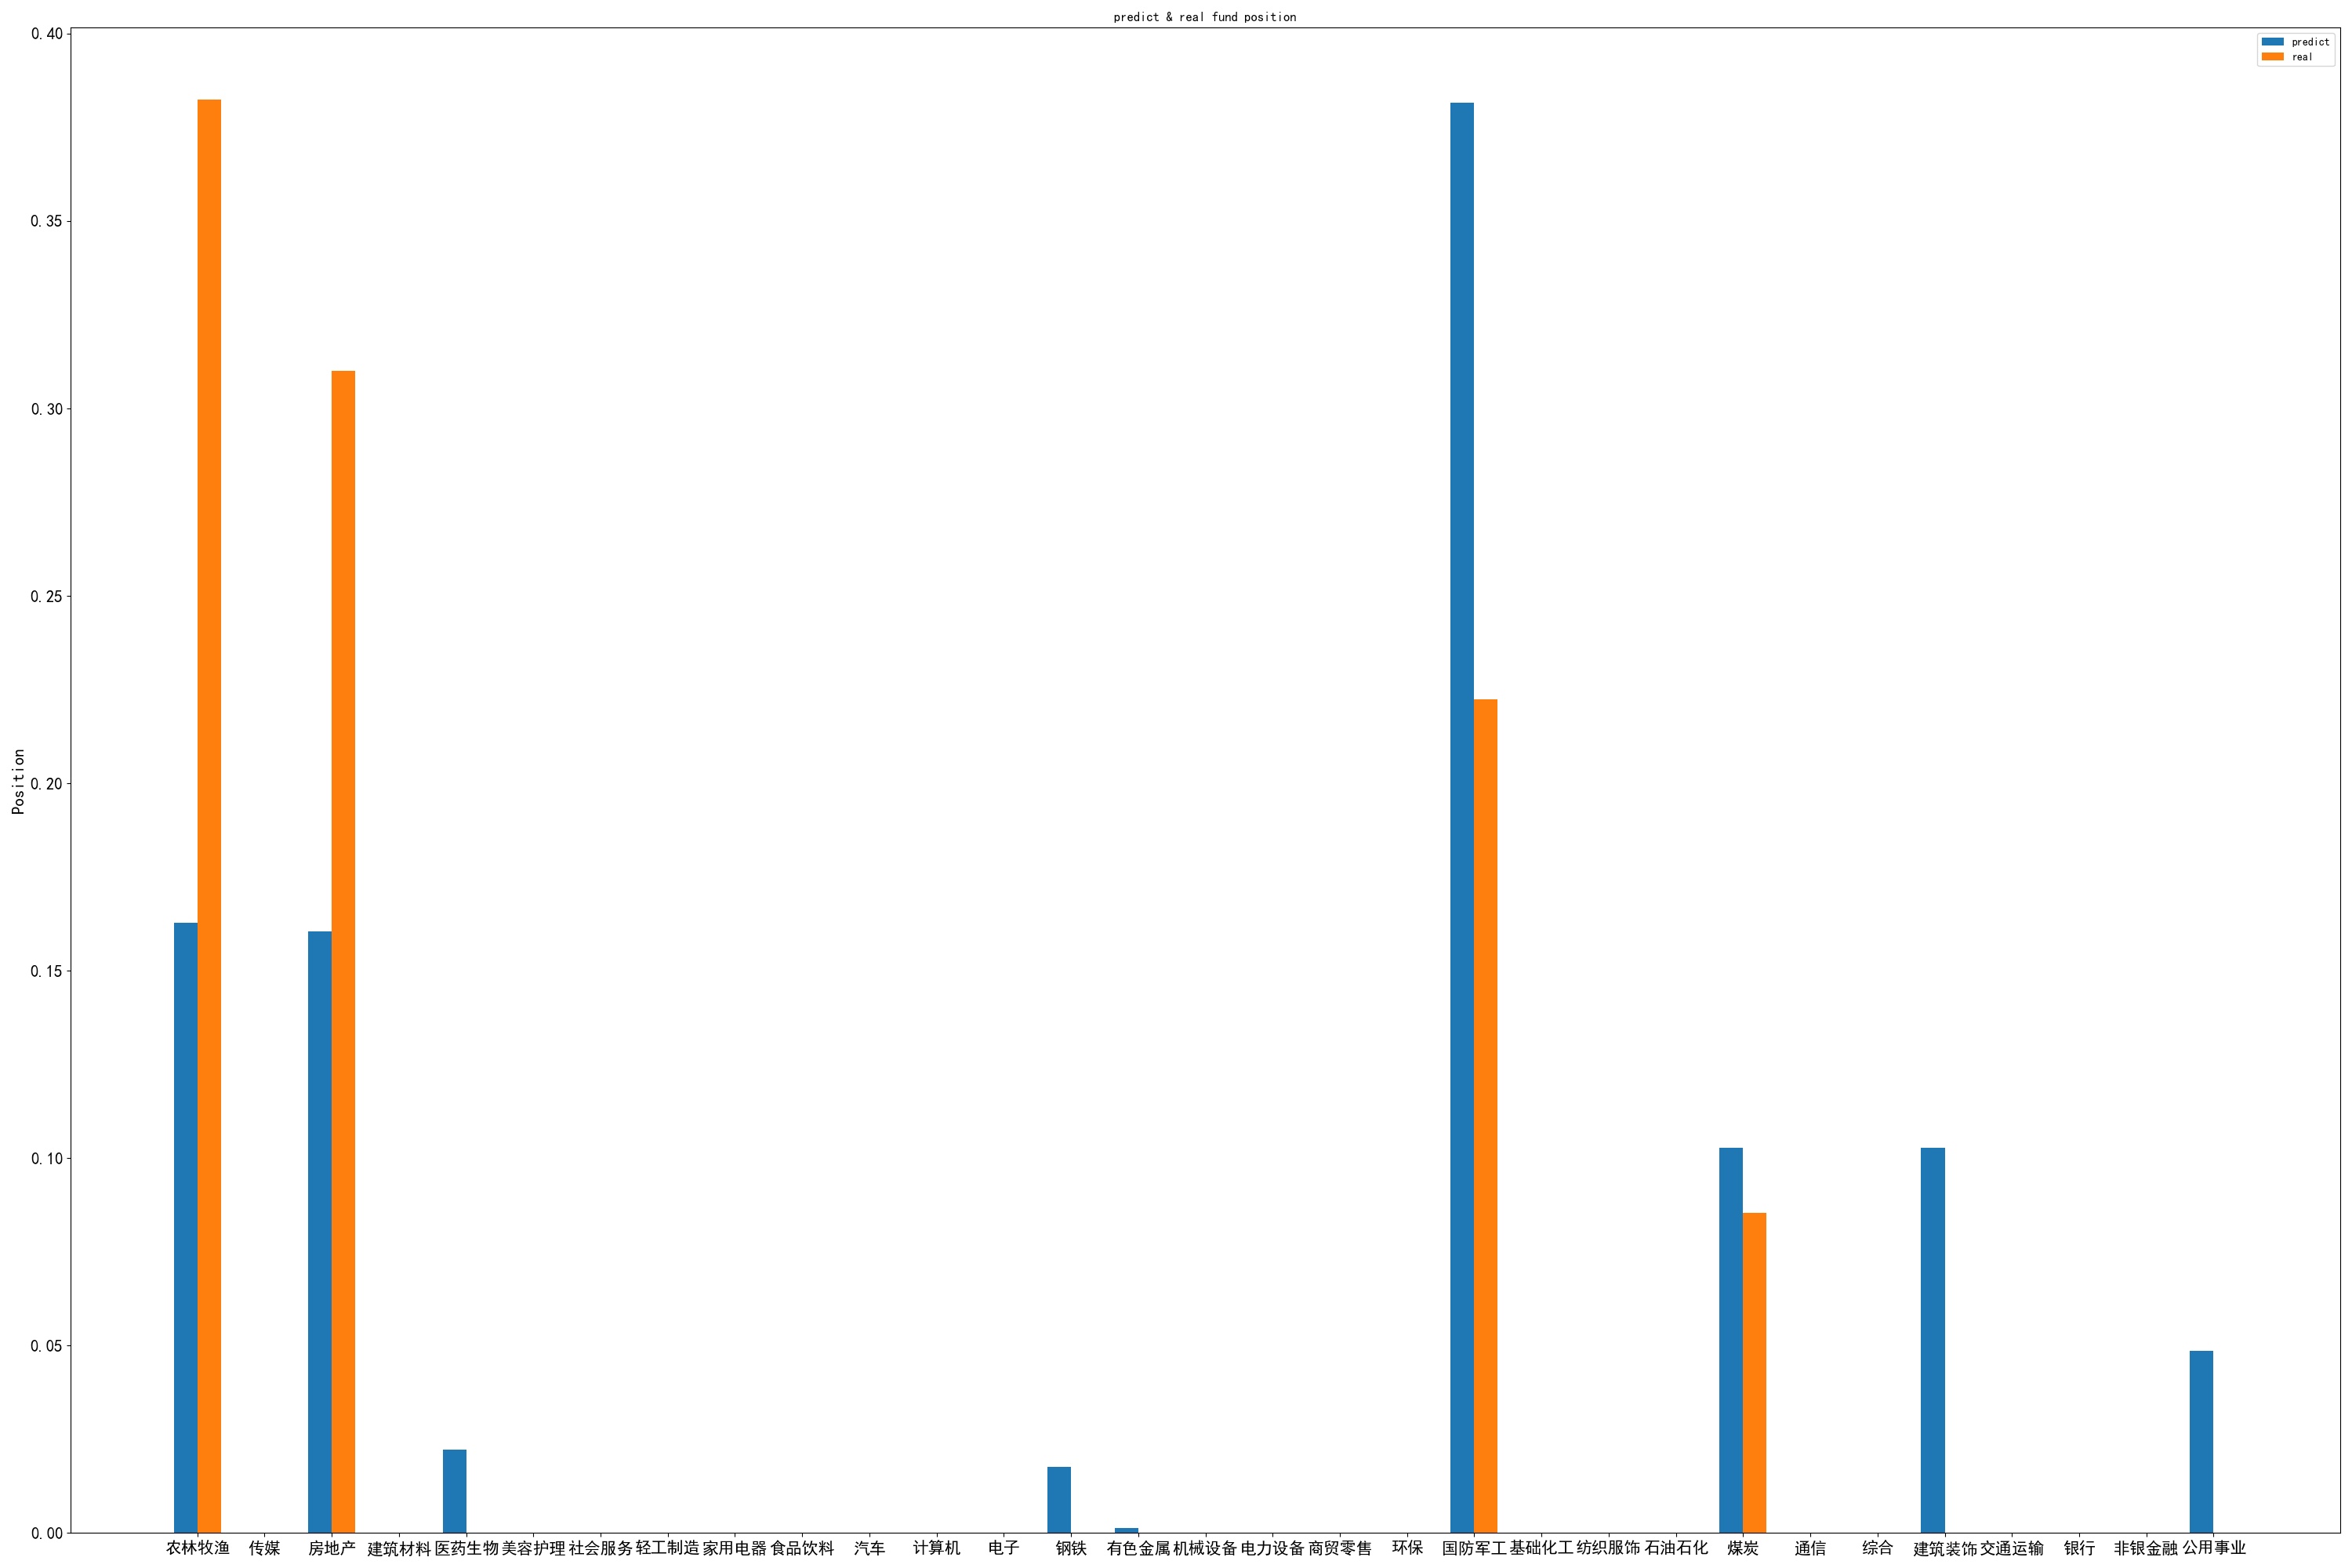 predict & real fund position
predict
real
Position
0.40
0.35
0.30
0.25
0.20
0.15
0.10
0.05
0.00
农林牧渔 传媒 房地产 建筑材料 医药生物 美容护理 社会服务 轻工制造 家用电器 食品饮料 汽车 计算机 电子 钢铁 有色金属 机械设备 电力设备 商贸零售 环保 国防军工 基础化工 纺织服饰 石油石化 煤炭 通信 综合 建筑装饰 交通运输 银行 非银金融 公用事业